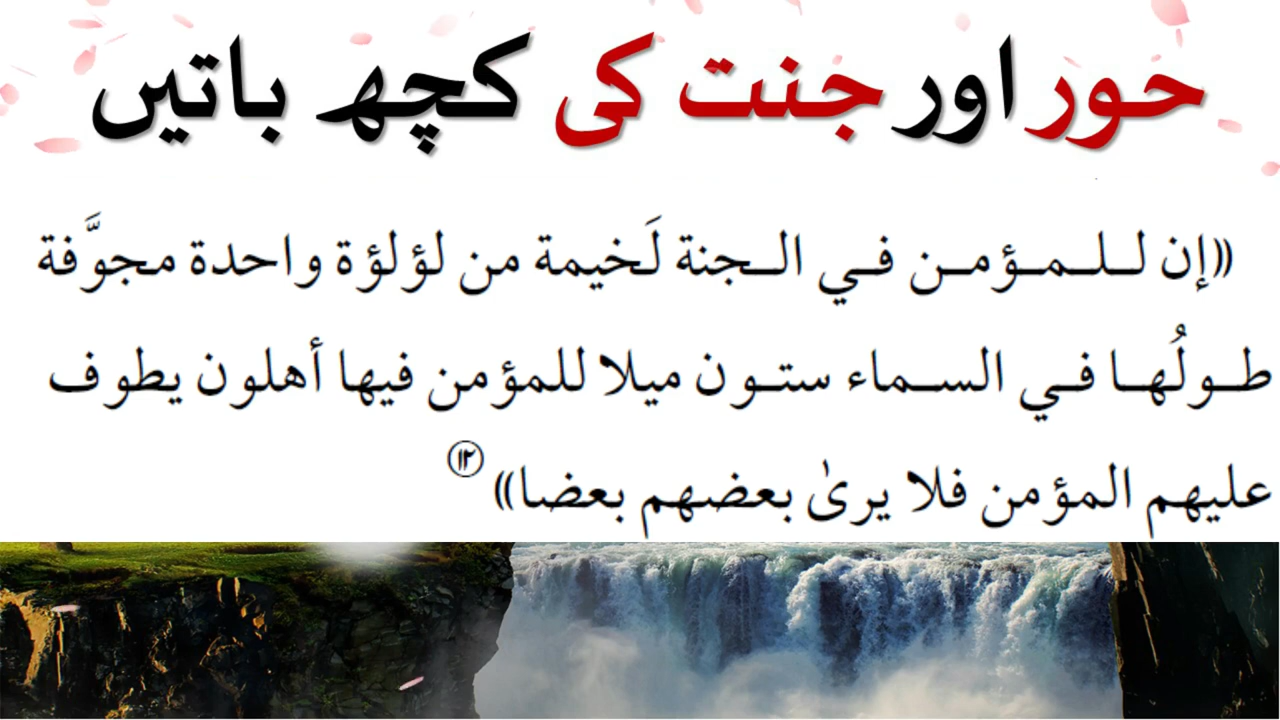 حور اور جنت کی کچھ باتیں
((إن للمؤمن في الجنة لَخيمة من لؤلؤة واحدة مجوَّفة
طولُها في السماء ستون ميلا للمؤمن فيها أهلون يطوف
عليهم المؤمن فلا يرىٰ بعضهم بعضا)) ⑫